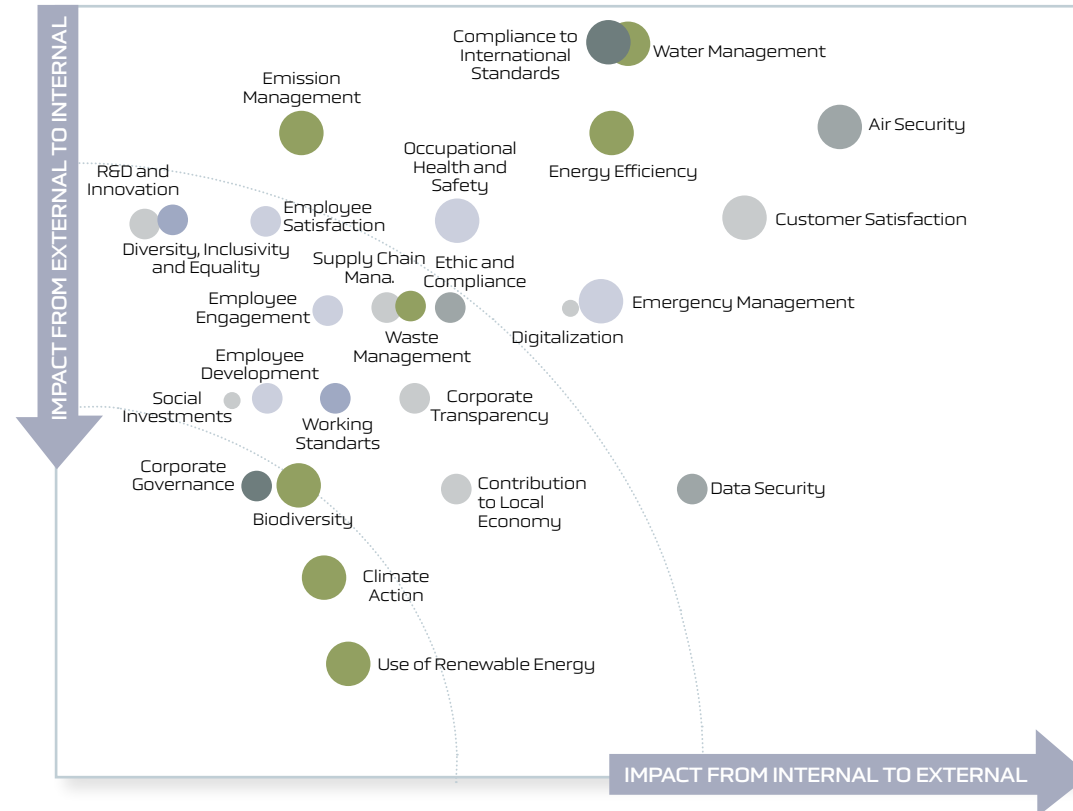 IMPACT FROM EXTERNAL TO INTERNAL
Compliance to
International
Standards
Water Management
Emission
Management
Air Security
Occupational
Health and
Safety
Energy Efficiency
R&D and
Innovation
Employee
Satisfaction
Customer Satisfaction
Diversity, Inclusivity
and Equality
Supply Chain
Mana.
Ethic and
Compliance
Employee
Engagement
Emergency Management
Digitalization
Waste
Management
Employee
Development
Social
Investments
Corporate
Transparency
Working
Standarts
Corporate
Governance
Contribution
to Local
Economy
Data Security
Biodiversity
Climate
Action
Use of Renewable Energy
IMPACT FROM INTERNAL TO EXTERNAL